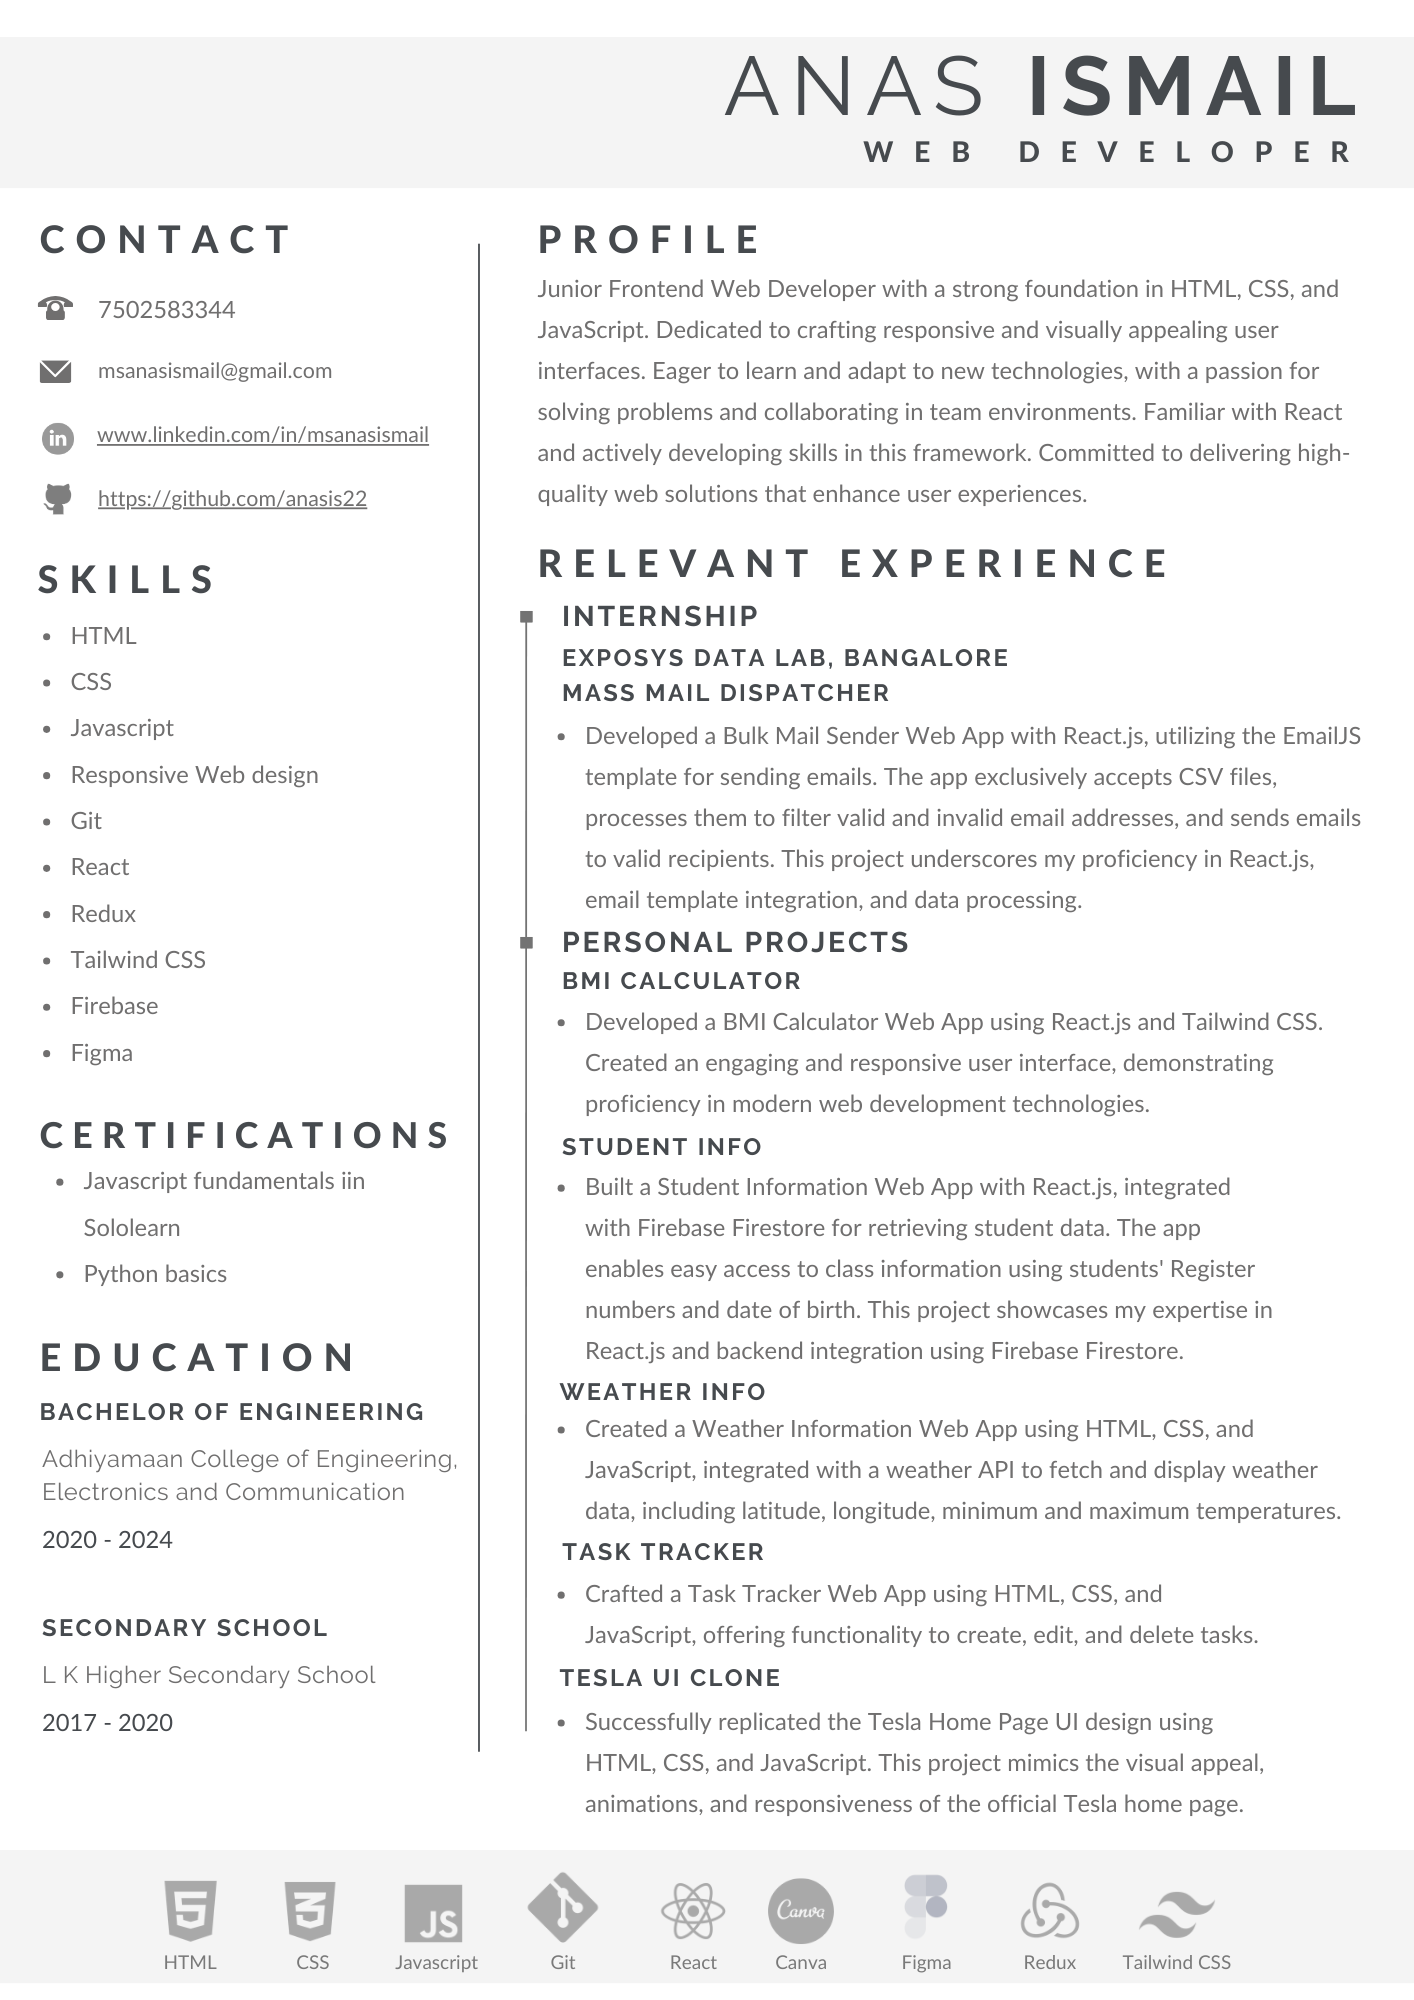 ANAS ISMAIL
WEB DEVELOPER
CONTACT
7502583344
msanasismail@gmail.com
www.linkedin.com/in/msanasismail
https://github.com/anasis22
SKILLS
• HTML
• CSS
• Javascript
• Responsive Web design
• Git
• React
• Redux
• Tailwind CSS
• Firebase
• Figma
CERTIFICATIONS
• Javascript fundamentals iin
Sololearn
• Python basics
EDUCATION
BACHELOR OF ENGINEERING
Adhiyamaan College of Engineering,
Electronics and Communication
2020 - 2024
SECONDARY SCHOOL
L K Higher Secondary School
2017 - 2020
PROFILE
Junior Frontend Web Developer with a strong foundation in HTML, CSS, and
JavaScript. Dedicated to crafting responsive and visually appealing user
interfaces. Eager to learn and adapt to new technologies, with a passion for
solving problems and collaborating in team environments. Familiar with React
and actively developing skills in this framework. Committed to delivering high-
quality web solutions that enhance user experiences.
RELEVANT EXPERIENCE
INTERNSHIP
EXPOSYS DATA LAB, BANGALORE
MASS MAIL DISPATCHER
• Developed a Bulk Mail Sender Web App with React.js, utilizing the EmailJS
template for sending emails. The app exclusively accepts CSV files,
processes them to filter valid and invalid email addresses, and sends emails
to valid recipients. This project underscores my proficiency in React.js,
email template integration, and data processing.
PERSONAL PROJECTS
BMI CALCULATOR
• Developed a BMI Calculator Web App using React.js and Tailwind CSS.
Created an engaging and responsive user interface, demonstrating
proficiency in modern web development technologies.
STUDENT INFO
• Built a Student Information Web App with React.js, integrated
with Firebase Firestore for retrieving student data. The app
enables easy access to class information using students' Register
numbers and date of birth. This project showcases my expertise in
React.js and backend integration using Firebase Firestore.
WEATHER INFO
• Created a Weather Information Web App using HTML, CSS, and
JavaScript, integrated with a weather API to fetch and display weather
data, including latitude, longitude, minimum and maximum temperatures.
TASK TRACKER
• Crafted a Task Tracker Web App using HTML, CSS, and
JavaScript, offering functionality to create, edit, and delete tasks.
TESLA UI CLONE
• Successfully replicated the Tesla Home Page UI design using
HTML, CSS, and JavaScript. This project mimics the visual appeal,
animations, and responsiveness of the official Tesla home page.
JS Canva
HTML CSS Javascript Git React Canva Figma Redux Tailwind CSS